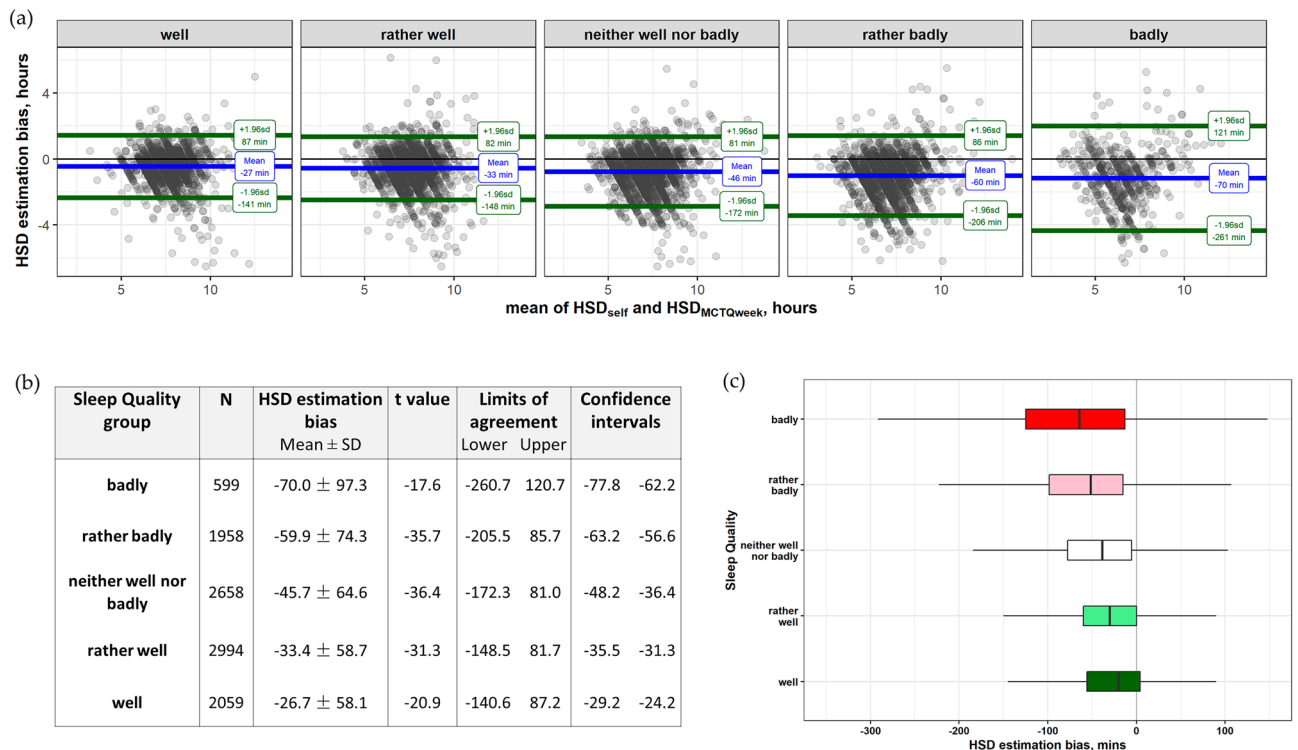 (a)
well
rather well
neither well nor badly
rather badly
badly
HSD estimation bias, hours
4
0
-4
+1.96sd
87 min
Mean
-27 min
-1.96sd
-141 min
+1.96sd
82 min
Mean
-33 min
-1.96sd
-148 min
+1.96sd
81 min
Mean
-46 min
-1.96sd
-172 min
+1.96sd
86 min
Mean
-60 min
-1.96sd
-206 min
+1.96sd
121 min
Mean
-70 min
-1.96sd
-261 min
5 10 5 10 5 10 5 10 5 10
mean of HSDself and HSDMCTQweek, hours
(b)
Sleep Quality N HSD estimation t value Limits of Confidence
group bias agreement intervals
Mean ± SD Lower Upper
badly 599 -70.0 ± 97.3 -17.6 -260.7 120.7 -77.8 -62.2
rather badly 1958 -59.9 ± 74.3 -35.7 -205.5 85.7 -63.2 -56.6
neither well nor
badly 2658 -45.7 ± 64.6 -36.4 -172.3 81.0 -48.2 -36.4
rather well 2994 -33.4 ± 58.7 -31.3 -148.5 81.7 -35.5 -31.3
well 2059 -26.7 ± 58.1 -20.9 -140.6 87.2 -29.2 -24.2
(c)
Sleep Quality
badly
rather
badly
neither well
nor badly
rather
well
well
-300 -200 -100 0 100
HSD estimation bias, mins